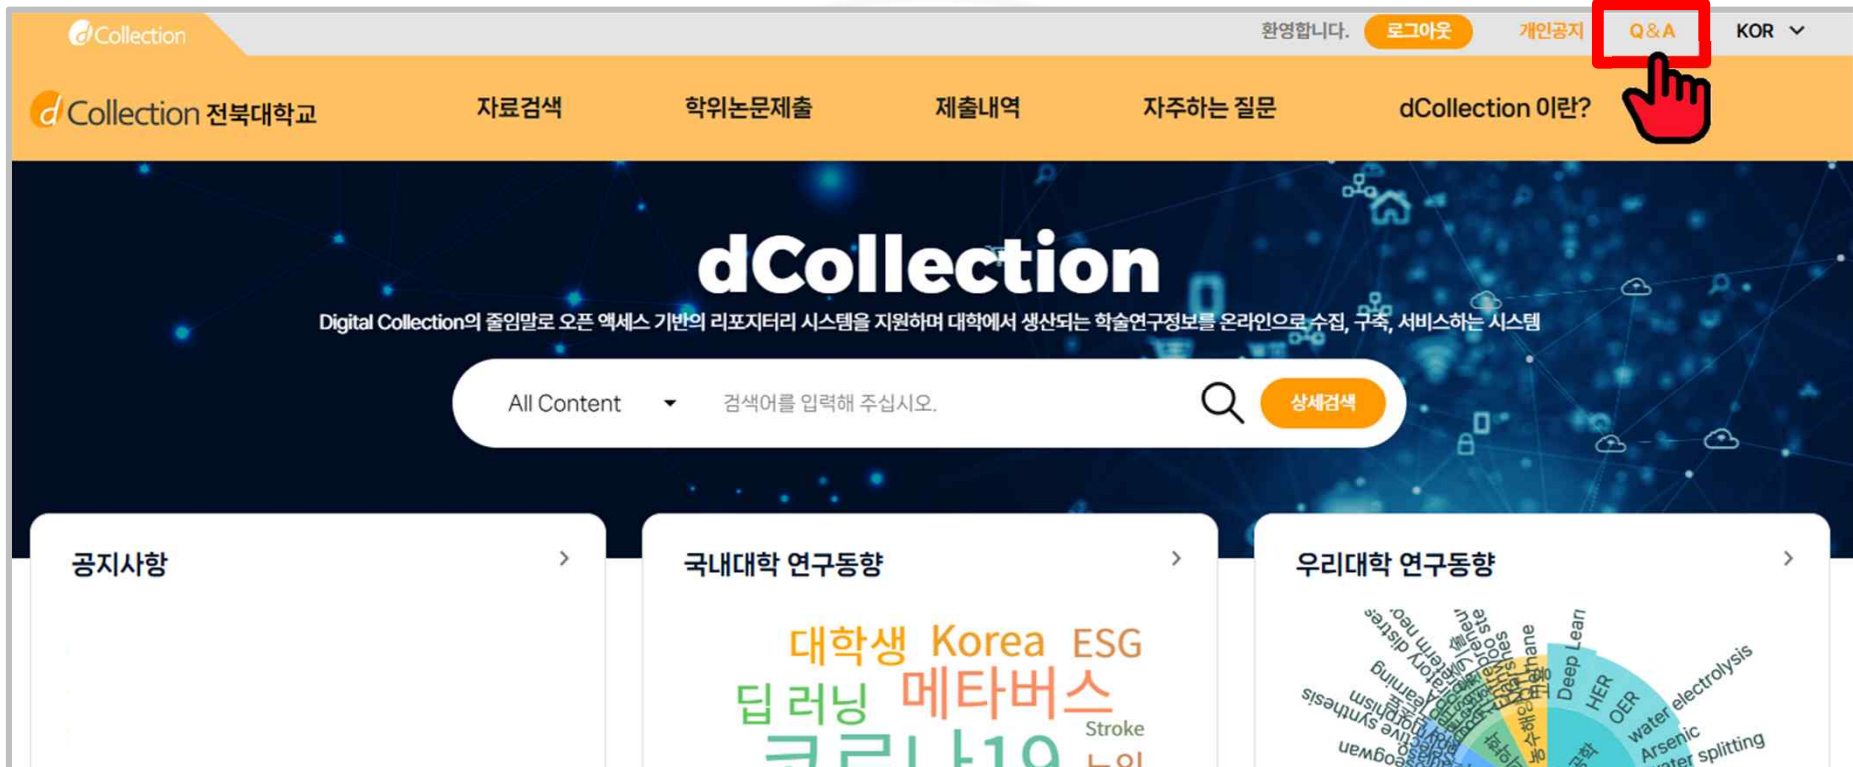 dCollection
환영합니다. 로그아웃 개인공지 Q&A KOR
dCollection 전북대학교 자료검색 학위논문제출 제출내역 자주하는 질문 dCollection 이란?
dCollection
Digital Collection의 줄임말로 오픈 액세스 기반의 리포지터리 시스템을 지원하며 대학에서 생산되는 학술연구정보를 온라인으로 수집, 구축, 서비스하는 시스템
All Content 검색어를 입력해 주십시오. 상세검색
공지사항
국내대학 연구동향
대학생 Korea ESG
딥 러닝 메타버스
Stroke
코로나19
우리대학 연구동향
Deep Learn
HER
OER
water electrolysis
Arsenic
water splitting
synthesis